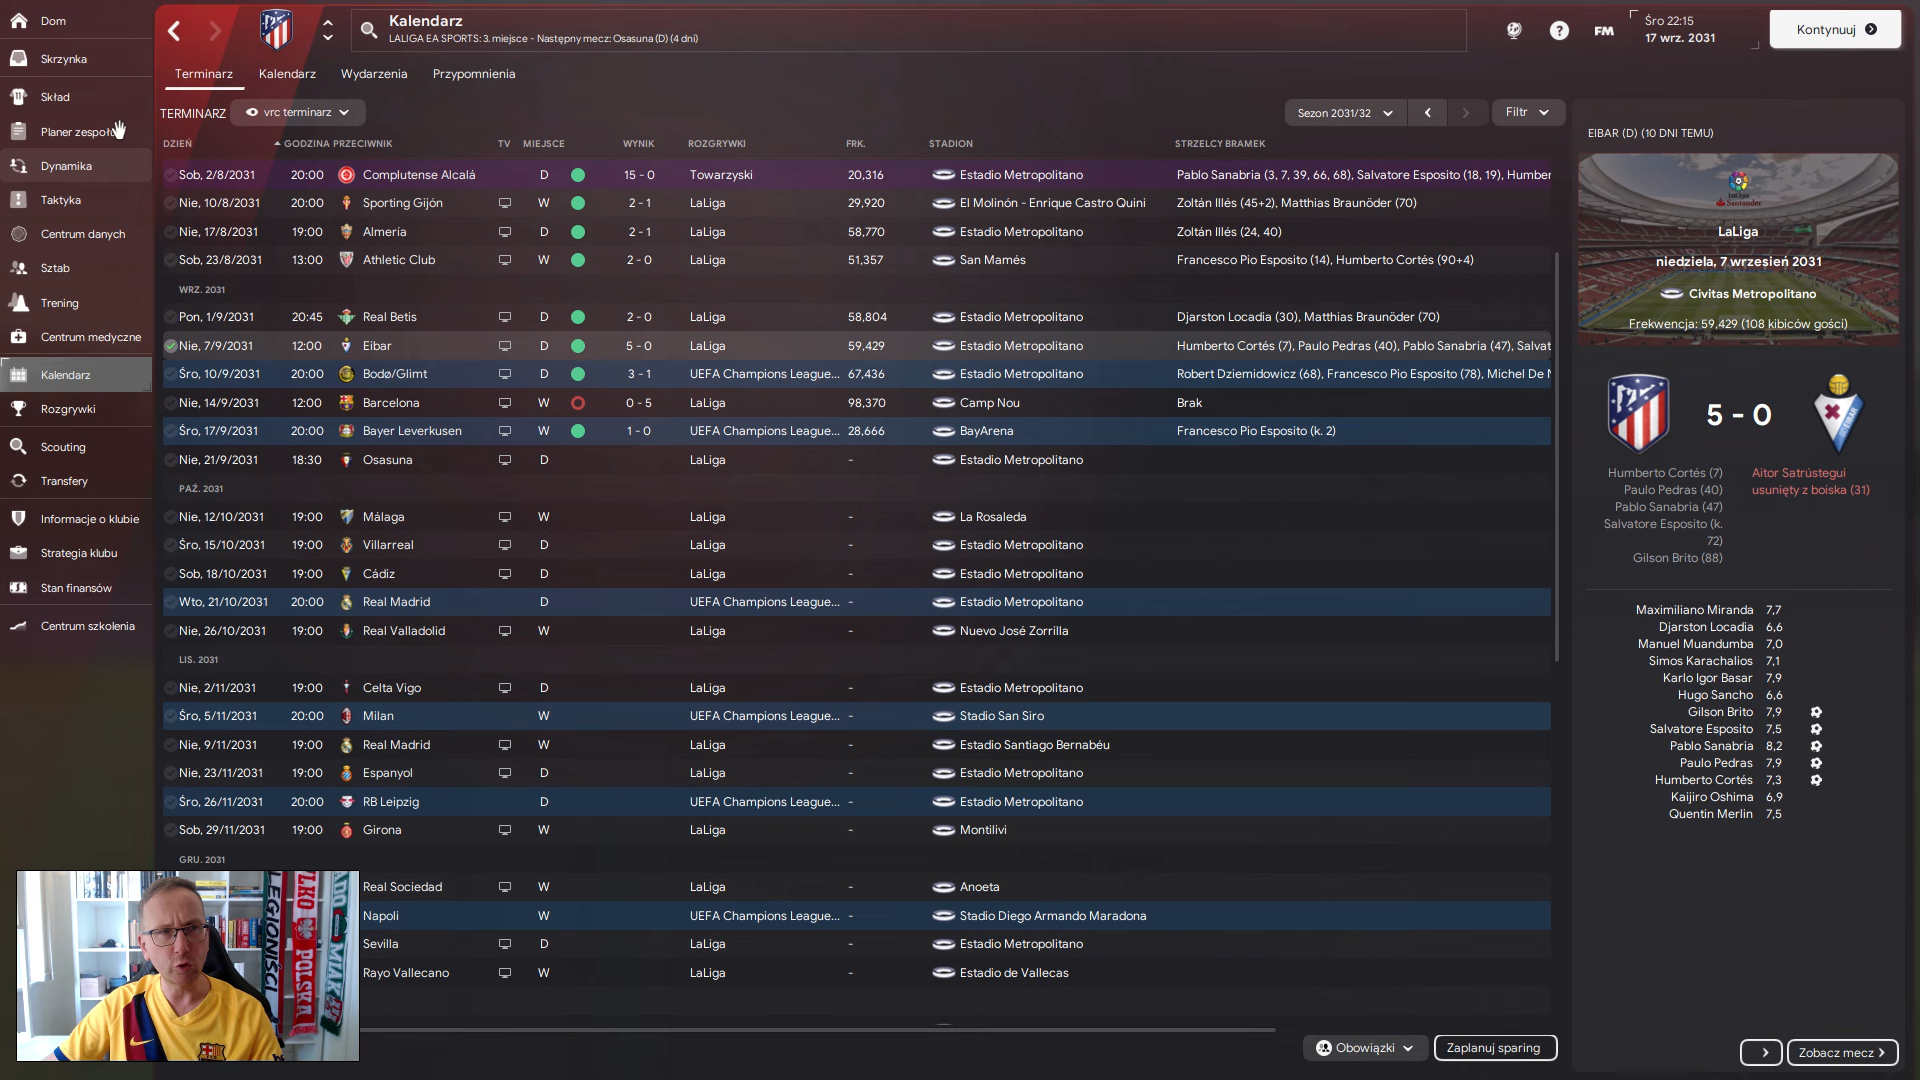 Dom
Skrzynka
Skład
Planer zespołu
Dynamika
Taktyka
Centrum danych
Sztab
Trening
Centrum medyczne
Kalendarz
Rozgrywki
Scouting
Transfery
Informacje o klubie
Strategia klubu
Stan finansów
Centrum szkolenia
Kalendarz
LALIGA EA SPORTS: 3. miejsce - Następny mecz: Osasuna (D) (4 dni)
FM
Śro 22:15
17 wrz. 2031
Kontynuuj
Terminarz Kalendarz Wydarzenia Przypomnienia
TERMINARZ vrc terminarz Sezon 2031/32 Filtr
DZIEŃ GODZINA PRZECIWNIK TV MIEJSCE WYNIK ROZGRYWKI FRK. STADION STRZELCY BRAMEK
Sob, 2/8/2031 20:00 Complutense Alcalá D 15 - 0 Towarzyski 20,316 Estadio Metropolitano Pablo Sanabria (3, 7, 39, 66, 68), Salvatore Esposito (18, 19), Humber
Nie, 10/8/2031 20:00 Sporting Gijón W 2 - 1 LaLiga 29,920 El Molinón - Enrique Castro Quini Zoltán Illés (45+2), Matthias Braunöder (70)
Nie, 17/8/2031 19:00 Almería D 2 - 1 LaLiga 58,770 Estadio Metropolitano Zoltán Illés (24, 40)
Sob, 23/8/2031 13:00 Athletic Club W 2 - 0 LaLiga 51,357 San Mamés Francesco Pio Esposito (14), Humberto Cortés (90+4)
WRZ. 2031
Pon, 1/9/2031 20:45 Real Betis D 2 - 0 LaLiga 58,804 Estadio Metropolitano Djarston Locadia (30), Matthias Braunöder (70)
Nie, 7/9/2031 12:00 Eibar D 5 - 0 LaLiga 59,429 Estadio Metropolitano Humberto Cortés (7), Paulo Pedras (40), Pablo Sanabria (47), Salvat
Śro, 10/9/2031 20:00 Bodø/Glimt D 3 - 1 UEFA Champions League... 67,436 Estadio Metropolitano Robert Dziemidowicz (68), Francesco Pio Esposito (78), Michel De
Nie, 14/9/2031 12:00 Barcelona W 0 - 5 LaLiga 98,370 Camp Nou Brak
Śro, 17/9/2031 20:00 Bayer Leverkusen W 1 - 0 UEFA Champions League... 28,666 BayArena Francesco Pio Esposito (k. 2)
Nie, 21/9/2031 18:30 Osasuna D LaLiga - Estadio Metropolitano
PAŹ. 2031
Nie, 12/10/2031 19:00 Málaga W LaLiga - La Rosaleda
Śro, 15/10/2031 19:00 Villarreal D LaLiga - Estadio Metropolitano
Sob, 18/10/2031 19:00 Cádiz D LaLiga - Estadio Metropolitano
Wto, 21/10/2031 20:00 Real Madrid D UEFA Champions League... - Estadio Metropolitano
Nie, 26/10/2031 19:00 Real Valladolid W LaLiga - Nuevo José Zorrilla
LIS. 2031
Nie, 2/11/2031 19:00 Celta Vigo D LaLiga - Estadio Metropolitano
Śro, 5/11/2031 20:00 Milan W UEFA Champions League... - Stadio San Siro
Nie, 9/11/2031 19:00 Real Madrid W LaLiga - Estadio Santiago Bernabéu
Nie, 23/11/2031 19:00 Espanyol D LaLiga - Estadio Metropolitano
Śro, 26/11/2031 20:00 RB Leipzig D UEFA Champions League... - Estadio Metropolitano
Sob, 29/11/2031 19:00 Girona W LaLiga - Montilivi
GRU. 2031
Real Sociedad W LaLiga - Anoeta
Napoli W UEFA Champions League... - Stadio Diego Armando Maradona
Sevilla D LaLiga - Estadio Metropolitano
Rayo Vallecano W LaLiga - Estadio de Vallecas
Obowiązki Zaplanuj sparing
EIBAR (D) (10 DNI TEMU)
LaLiga
Santander
LaLiga
niedziela, 7 wrzesień 2031
Civitas Metropolitano
Frekwencja: 59,429 (108 kibiców gości)
5 - 0
Humberto Cortés (7)
Paulo Pedras (40)
Pablo Sanabria (47)
Salvatore Esposito (k.
72)
Gilson Brito (88)
Aitor Satrústegui
usunięty z boiska (31)
Maximiliano Miranda 7,7
Djarston Locadia 6,6
Manuel Muandumba 7,0
Simos Karachalios 7,1
Karlo Igor Basar 7,9
Hugo Sancho 6,6
Gilson Brito 7,9
Salvatore Esposito 7,5
Pablo Sanabria 8,2
Paulo Pedras 7,9
Humberto Cortés 7,3
Kaijiro Oshima 6,9
Quentin Merlin 7,5
Zobacz mecz
LEGIONIŚCI
POLSKA